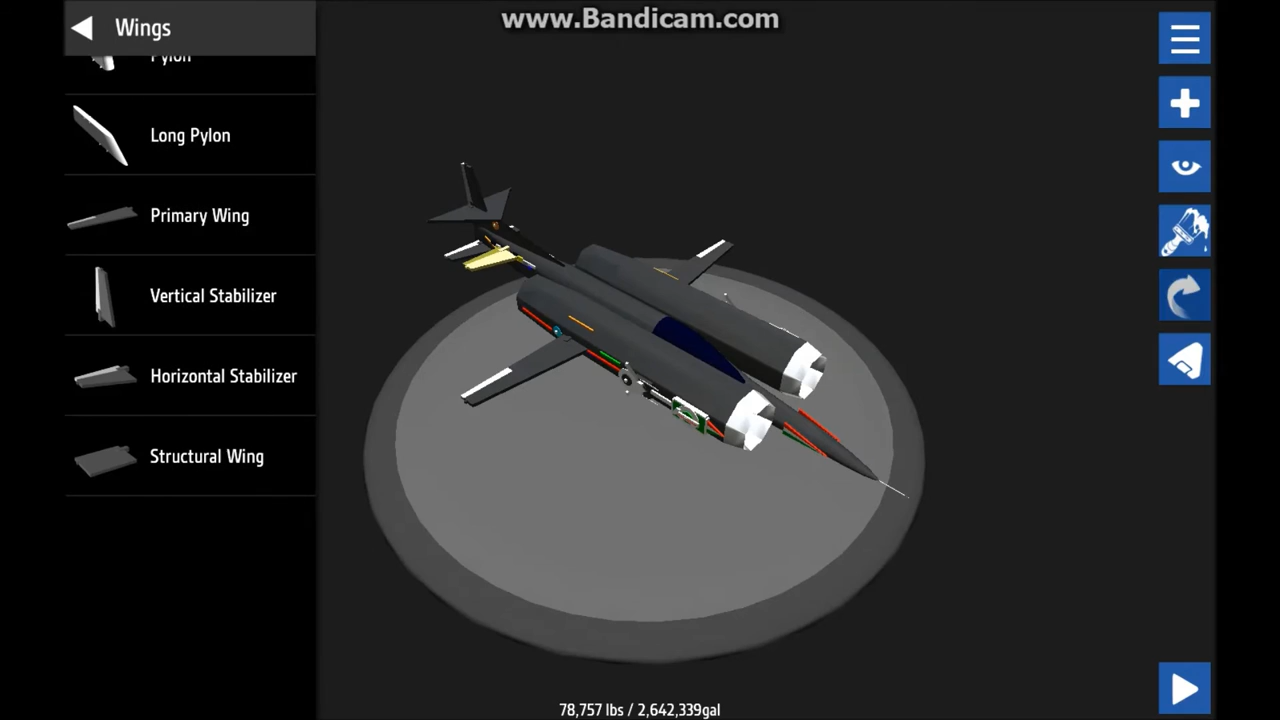 www.Bandicam.com
Wings
Pylon
Long Pylon
Primary Wing
Vertical Stabilizer
Horizontal Stabilizer
Structural Wing
78,757 lbs / 2,642,339gal